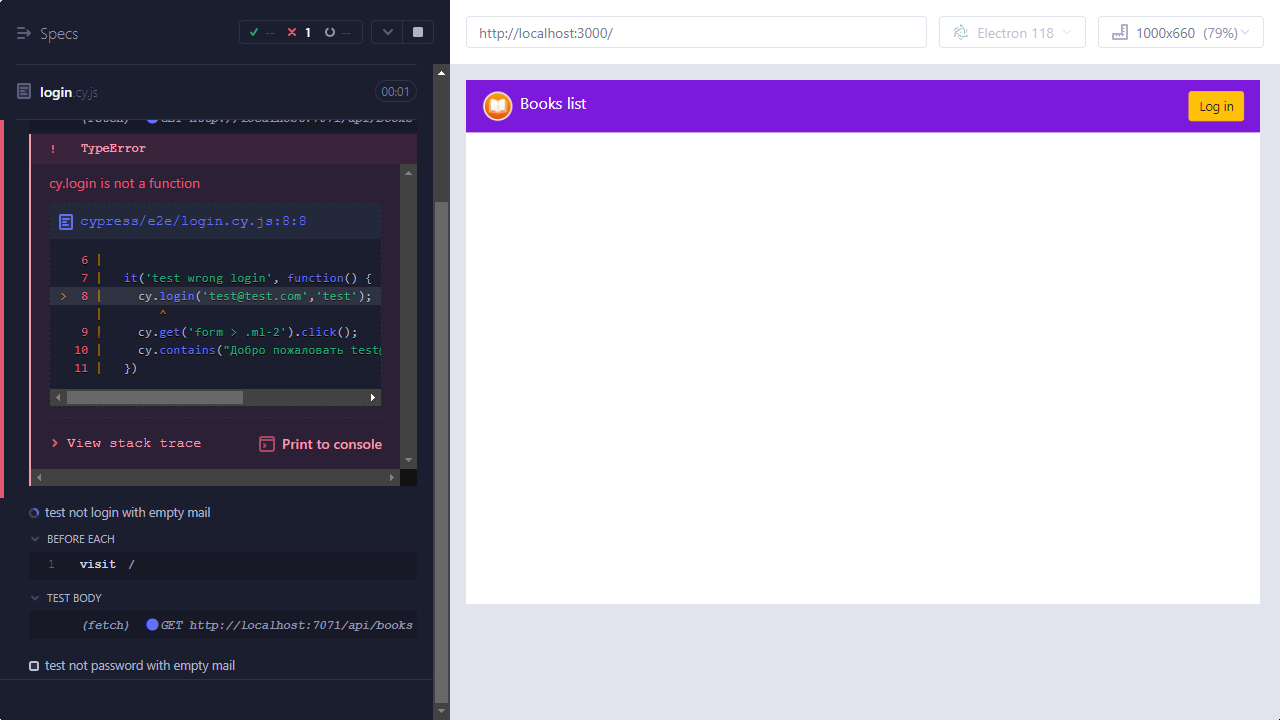 Specs
-- 1 --
http://localhost:3000/
Electron 118
1000x660 (79%)
login.cy.js
00:01
(fetch) GET http://localhost:7071/api/books
! TypeError
cy.login is not a function
cypress/e2e/login.cy.js:8:8
6 |
7 | it('test wrong login', function() {
> 8 | cy.login('test@test.com','test');
| ^
9 | cy.get('form > .ml-2').click();
10 | cy.contains("Добро пожаловать test@
11 | })
> View stack trace
Print to console
test not login with empty mail
BEFORE EACH
1 visit /
TEST BODY
(fetch) GET http://localhost:7071/api/books
test not password with empty mail
Books list
Log in